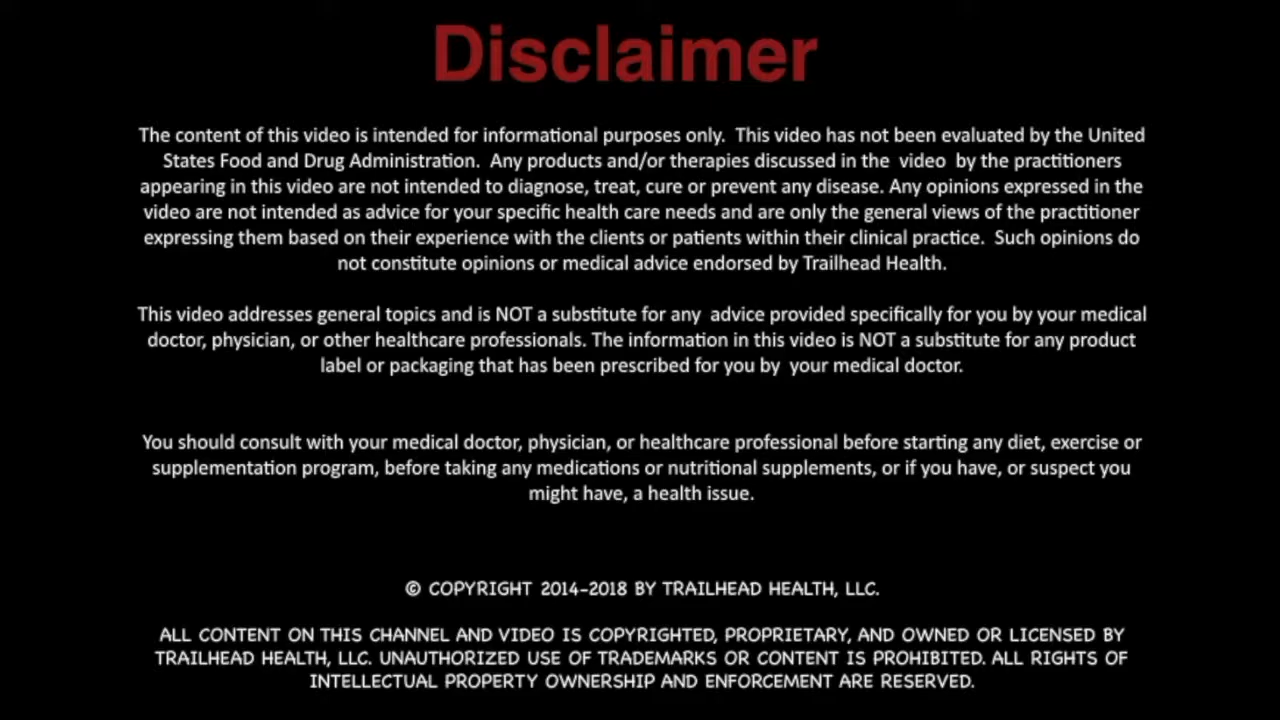 Disclaimer
The content of this video is intended for informational purposes only.  This video has not been evaluated by the United
States Food and Drug Administration.  Any products and/or therapies discussed in the  video  by the practitioners
appearing in this video are not intended to diagnose, treat, cure or prevent any disease. Any opinions expressed in the
video are not intended as advice for your specific health care needs and are only the general views of the practitioner
expressing them based on their experience with the clients or patients within their clinical practice.  Such opinions do
not constitute opinions or medical advice endorsed by Trailhead Health.
This video addresses general topics and is NOT a substitute for any  advice provided specifically for you by your medical
doctor, physician, or other healthcare professionals. The information in this video is NOT a substitute for any product
label or packaging that has been prescribed for you by  your medical doctor.
You should consult with your medical doctor, physician, or healthcare professional before starting any diet, exercise or
supplementation program, before taking any medications or nutritional supplements, or if you have, or suspect you
might have, a health issue.
© COPYRIGHT 2014-2018 BY TRAILHEAD HEALTH, LLC.
ALL CONTENT ON THIS CHANNEL AND VIDEO IS COPYRIGHTED, PROPRIETARY, AND OWNED OR LICENSED BY
TRAILHEAD HEALTH, LLC. UNAUTHORIZED USE OF TRADEMARKS OR CONTENT IS PROHIBITED. ALL RIGHTS OF
INTELLECTUAL PROPERTY OWNERSHIP AND ENFORCEMENT ARE RESERVED.